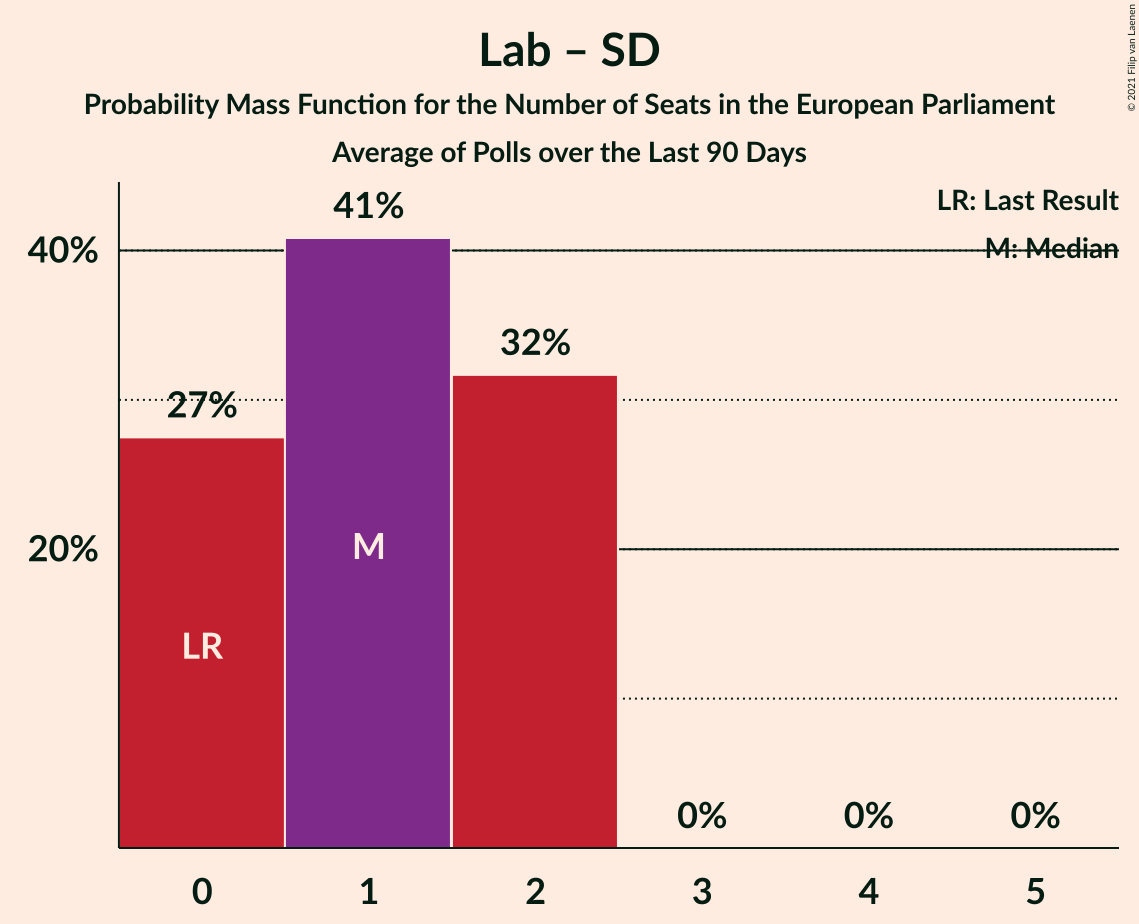 Lab – SD
Probability Mass Function for the Number of Seats in the European Parliament
Average of Polls over the Last 90 Days
© 2021 Filip van Laenen
LR: Last Result
M: Median
41%
40%
32%
27%
20%
M
LR
0% 0% 0%
0 1 2 3 4 5